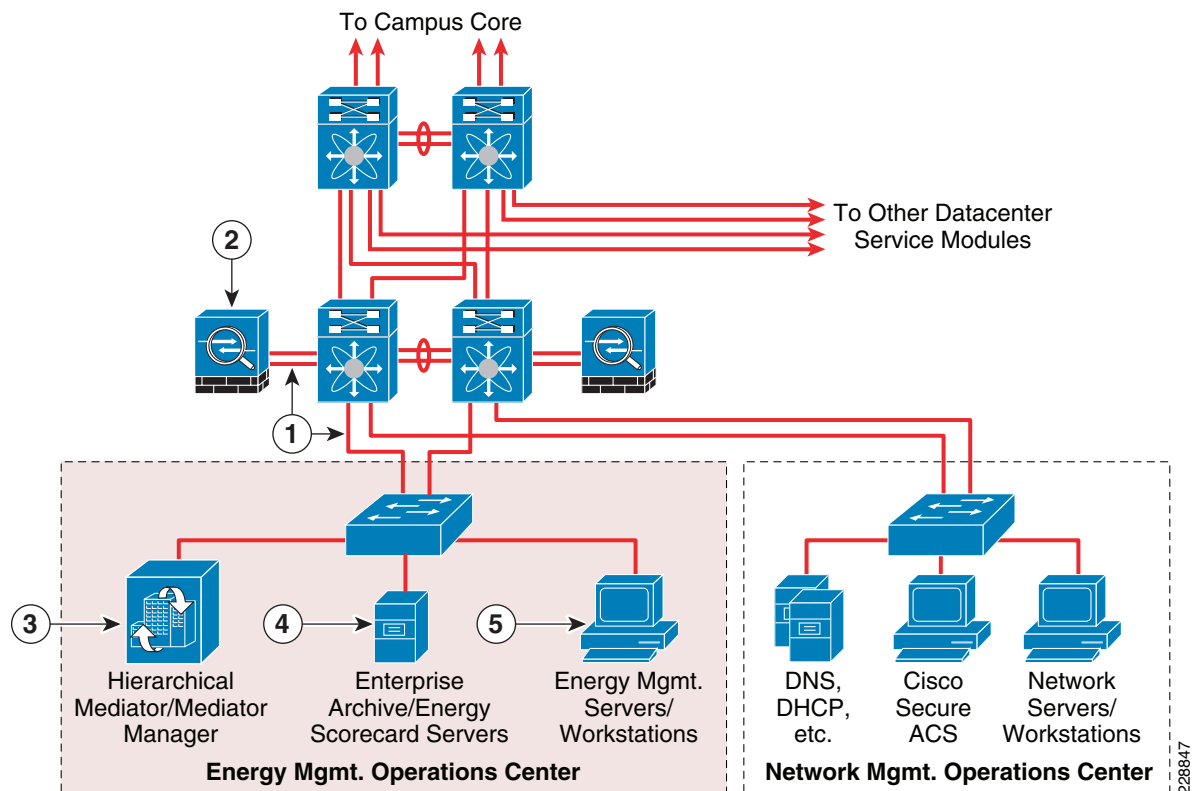 To Campus Core
To Other Datacenter
Service Modules
2
1
3
4
5
Hierarchical
Mediator/Mediator
Manager
Enterprise
Archive/Energy
Scorecard Servers
Energy Mgmt.
Servers/
Workstations
Energy Mgmt. Operations Center
DNS,
DHCP,
etc.
Cisco
Secure
ACS
Network
Servers/
Workstations
Network Mgmt. Operations Center
228847